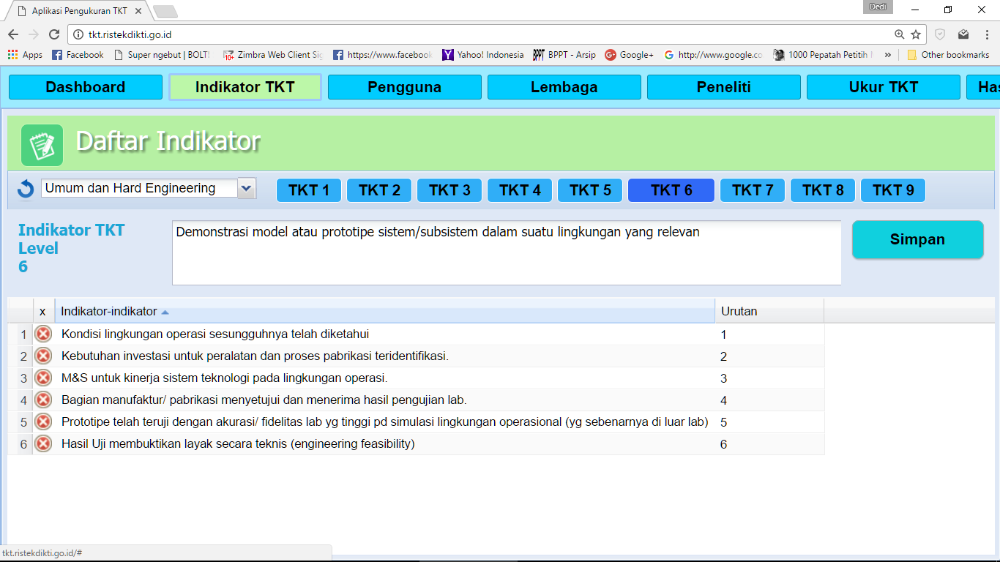 Aplikasi Pengukuran TKT
Dedi
tkt.ristekdikti.go.id
Apps Facebook Super ngebut | BOLT! Zimbra Web Client Sig https://www.facebook Yahoo! Indonesia BPPT - Arsip Google+ http://www.google.co 1000 Pepatah Petitih » Other bookmarks
Dashboard Indikator TKT Pengguna Lembaga Peneliti Ukur TKT Has
Daftar Indikator
Umum dan Hard Engineering TKT 1 TKT 2 TKT 3 TKT 4 TKT 5 TKT 6 TKT 7 TKT 8 TKT 9
Indikator TKT
Level
6
Demonstrasi model atau prototipe sistem/subsistem dalam suatu lingkungan yang relevan
Simpan
x Indikator-indikator Urutan
1 Kondisi lingkungan operasi sesungguhnya telah diketahui 1
2 Kebutuhan investasi untuk peralatan dan proses pabrikasi teridentifikasi. 2
3 M&S untuk kinerja sistem teknologi pada lingkungan operasi. 3
4 Bagian manufaktur/ pabrikasi menyetujui dan menerima hasil pengujian lab. 4
5 Prototipe telah teruji dengan akurasi/ fidelitas lab yg tinggi pd simulasi lingkungan operasional (yg sebenarnya di luar lab) 5
6 Hasil Uji membuktikan layak secara teknis (engineering feasibility) 6
tkt.ristekdikti.go.id/#